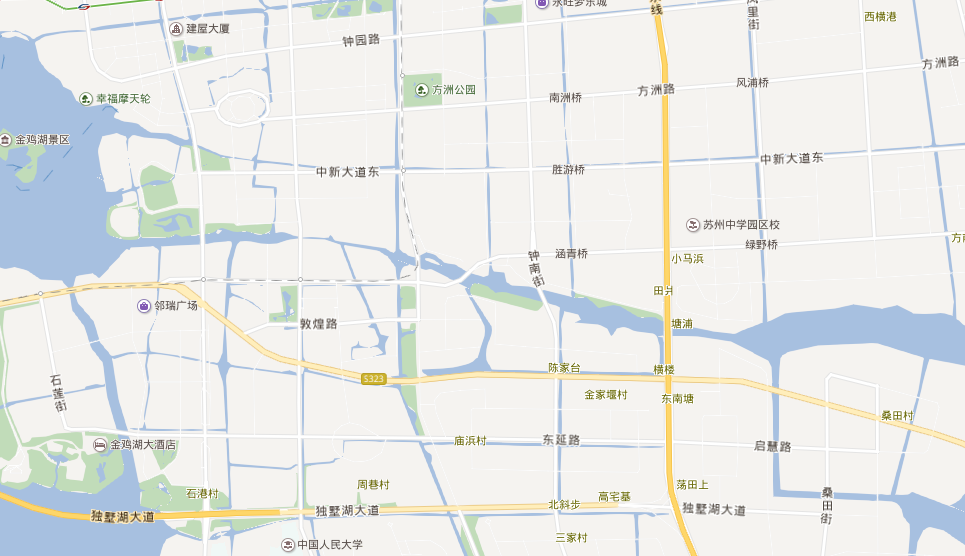 永旺梦乐城
西横港
建屋大厦
钟园路
方洲路
风浦桥
方洲公园
方洲路
南洲桥
幸福摩天轮
金鸡湖景区
中新大道东
中新大道东
胜游桥
苏州中学园区校
绿野桥
涵青桥
小马浜
钟南街
邻瑞广场
敦煌路
塘浦
陈家台
横楼
S323
石莲街
金家堰村
东南塘
桑田村
庙浜村
东延路
启慧路
金鸡湖大酒店
周巷村
荡田上
石港村
高宅基
北斜步
桑田街
独墅湖大道
独墅湖大道
独墅湖大道
三家村
中国人民大学